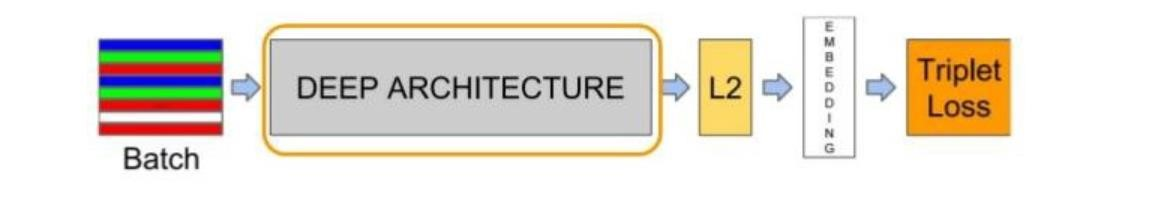 Batch
DEEP ARCHITECTURE
L2
EMBEDDING
Triplet
Loss